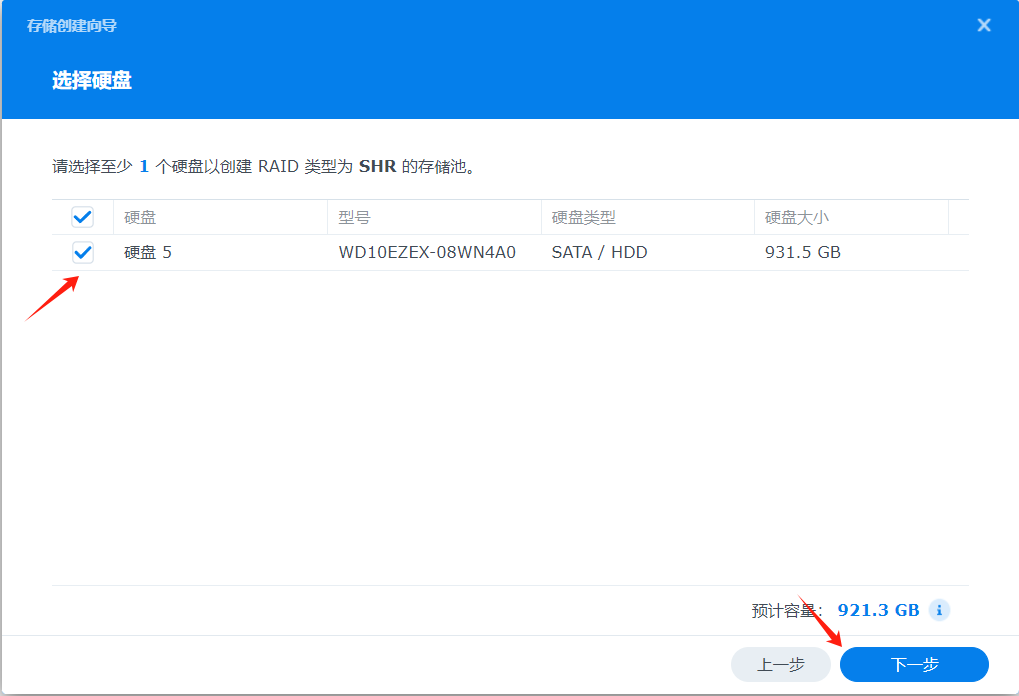 存储创建向导
选择硬盘
请选择至少 1 个硬盘以创建 RAID 类型为 SHR 的存储池。
硬盘 型号 硬盘类型 硬盘大小
硬盘 5 WD10EZEX-08WN4A0 SATA / HDD 931.5 GB
预计容量: 921.3 GB
上一步 下一步